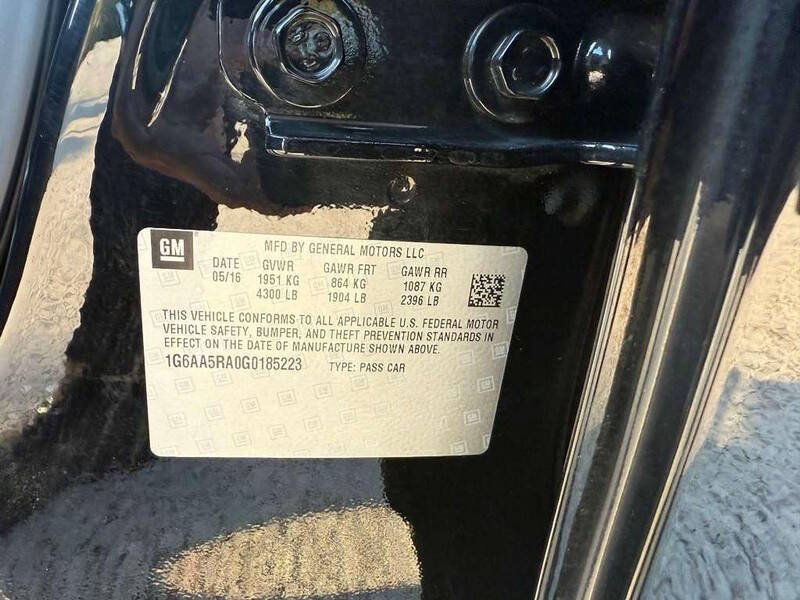 GM
MFD BY GENERAL MOTORS LLC
DATE GVWR GAWR FRT GAWR RR
05/16 1951 KG 864 KG 1087 KG
4300 LB 1904 LB 2396 LB
THIS VEHICLE CONFORMS TO ALL APPLICABLE U.S. FEDERAL MOTOR
VEHICLE SAFETY, BUMPER, AND THEFT PREVENTION STANDARDS IN
EFFECT ON THE DATE OF MANUFACTURE SHOWN ABOVE.
1G6AA5RA0G0185223 TYPE: PASS CAR